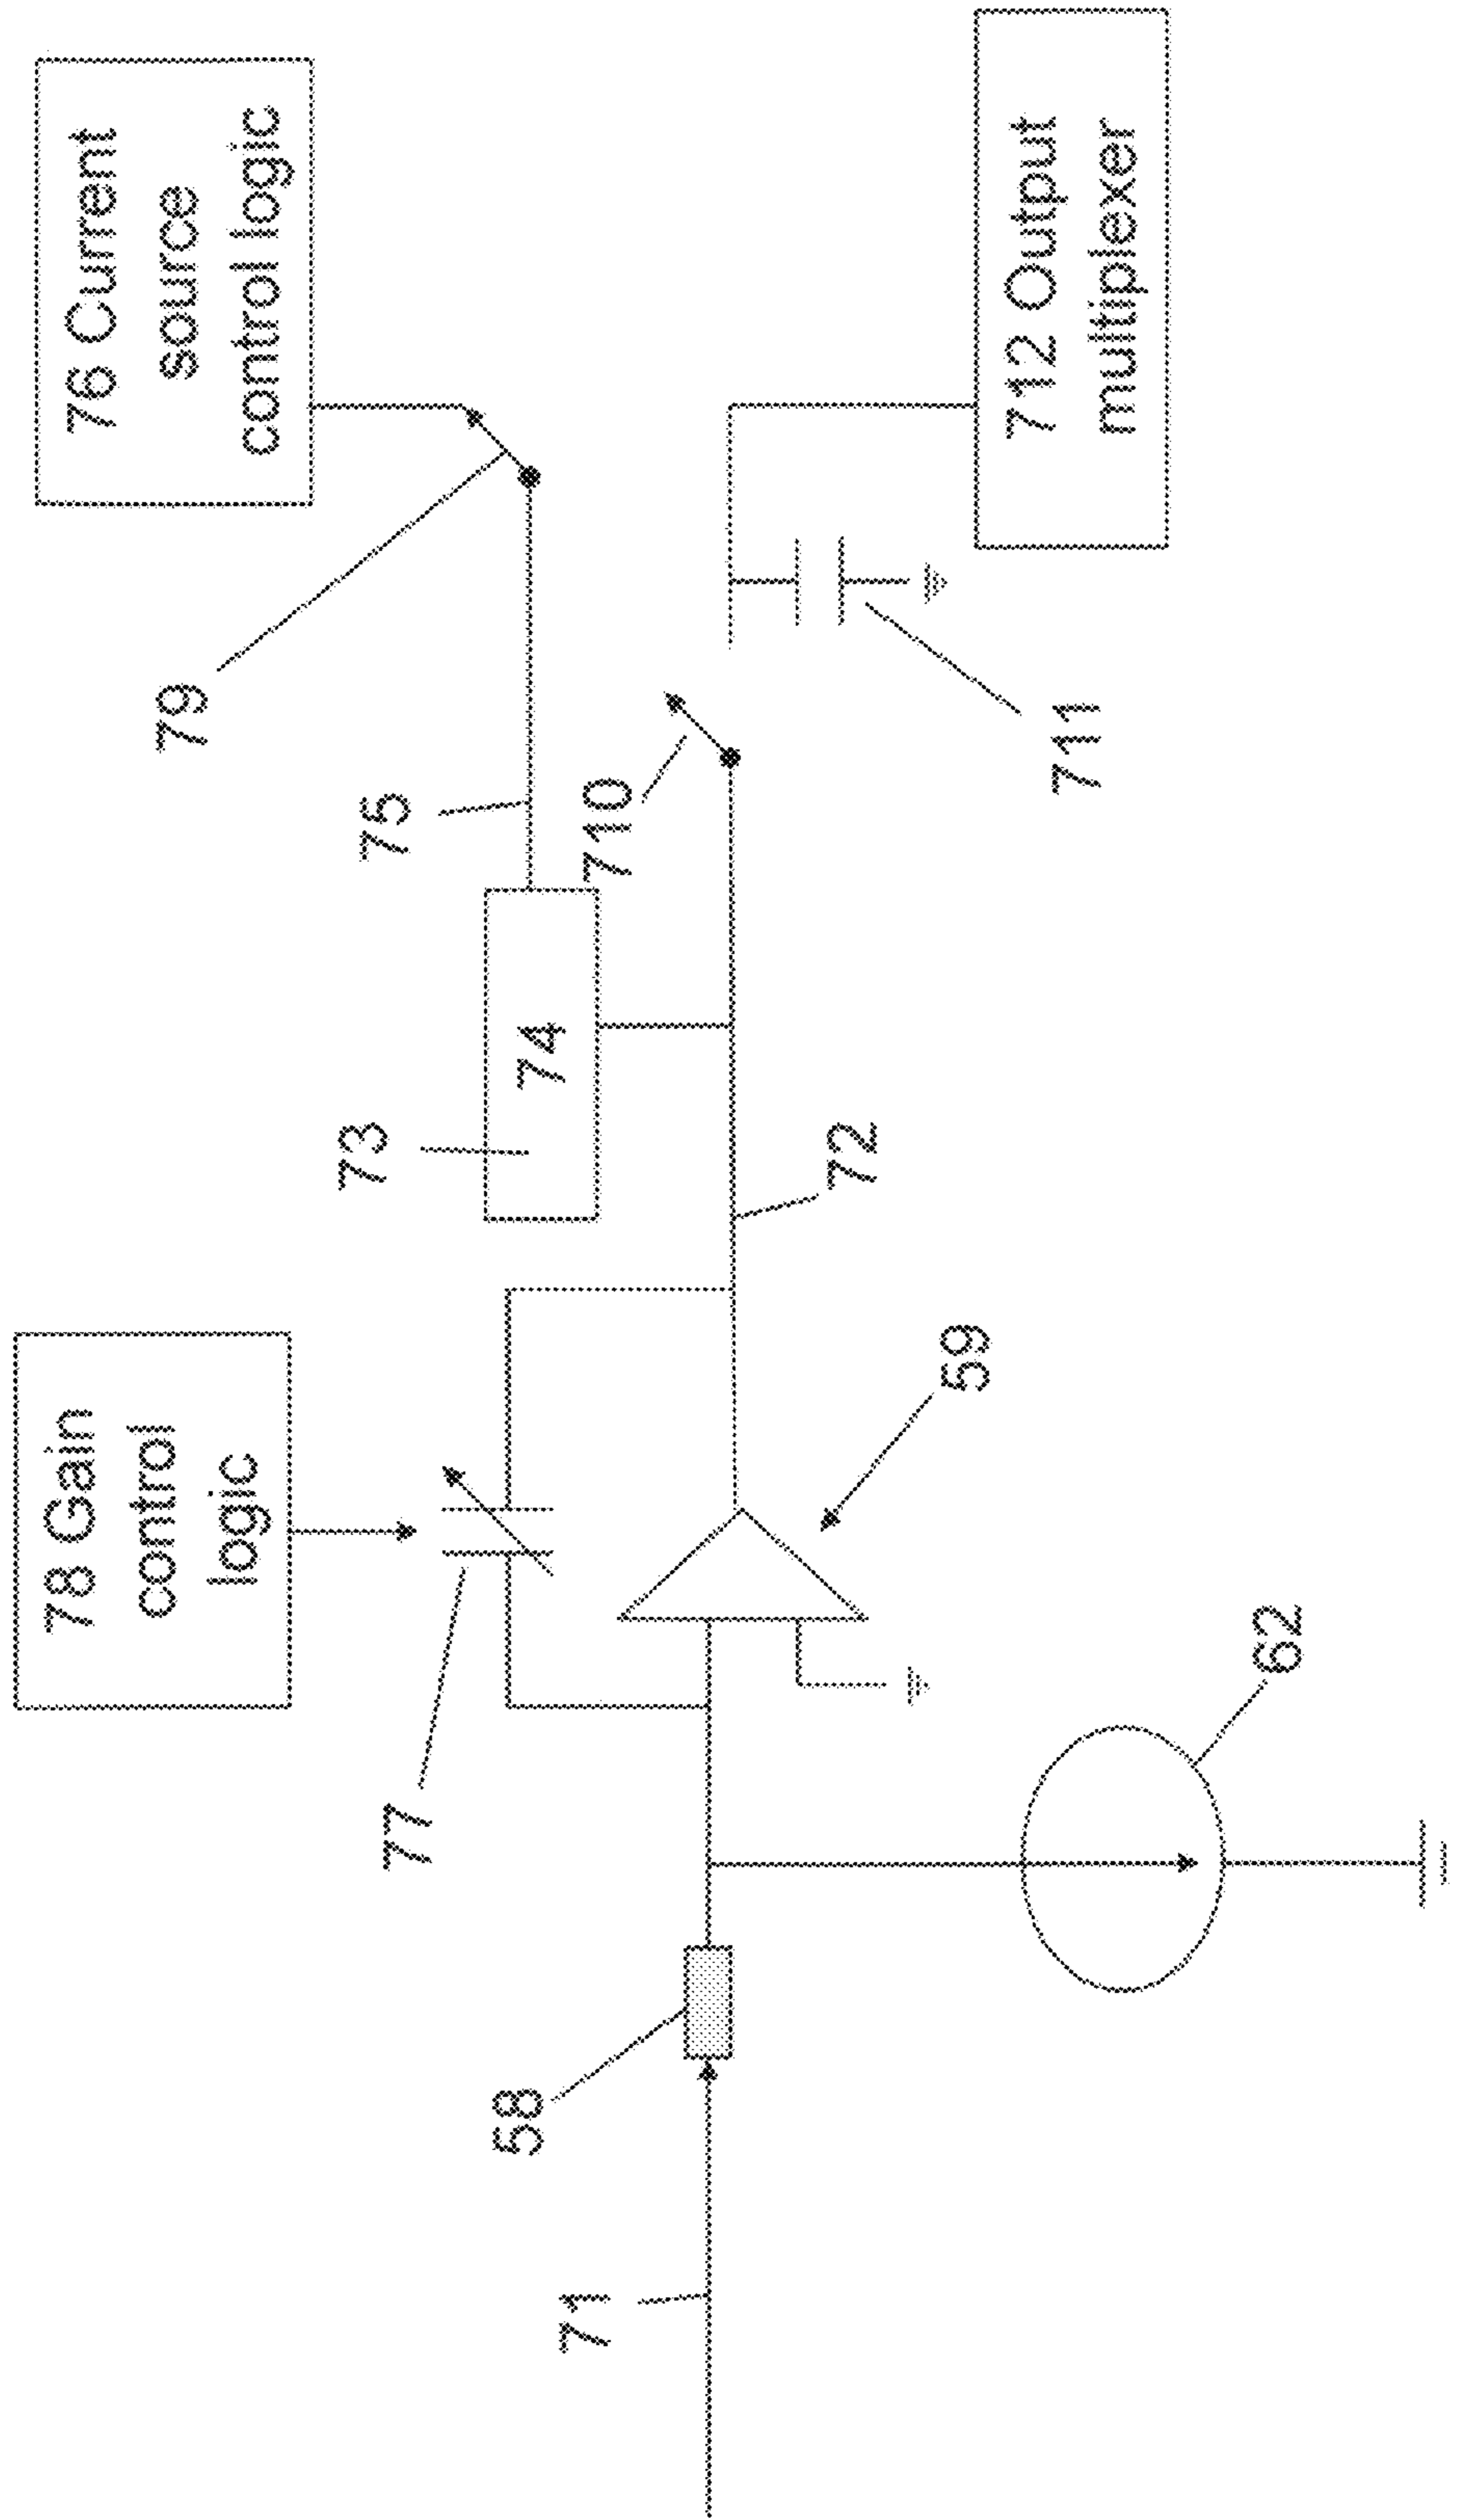 78 Gain
control
logic
76 Current
source
control logic
79
77
73
75
74
710
58
71
72
59
711
62
712 Output
multiplexer